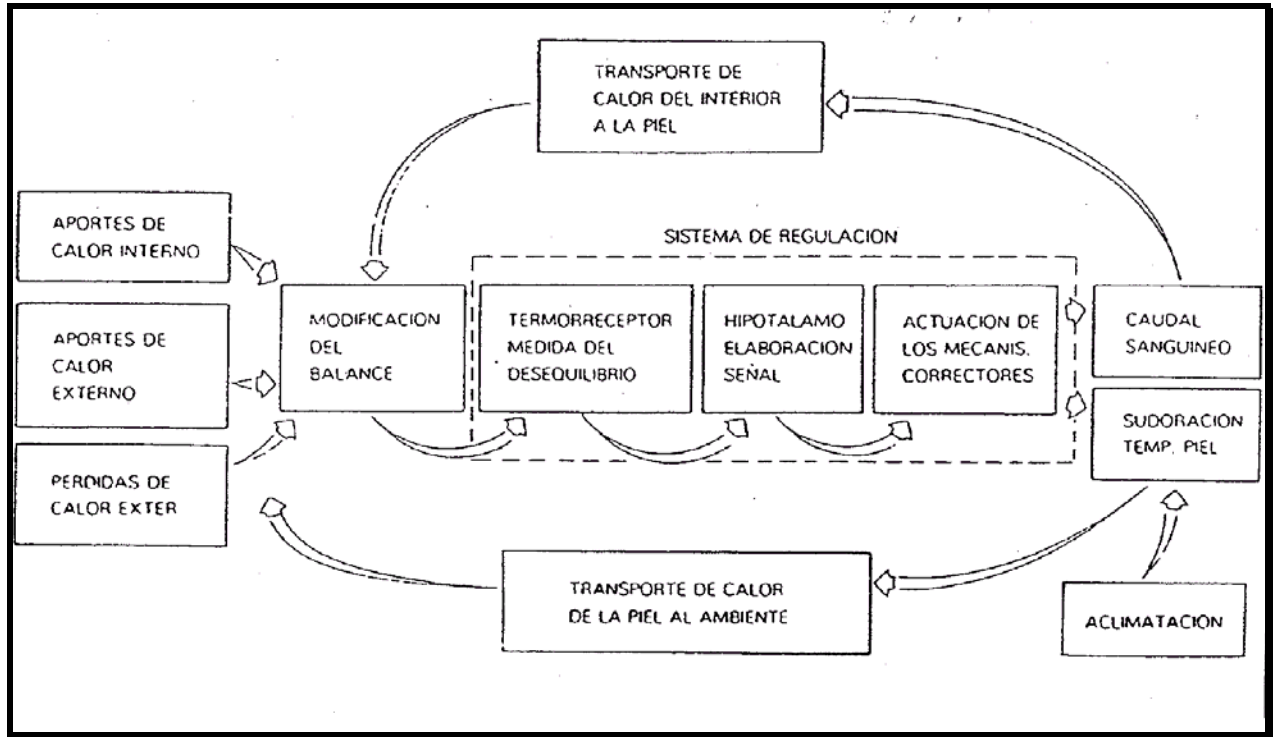 TRANSPORTE DE
CALOR DEL INTERIOR
A LA PIEL
APORTES DE
CALOR INTERNO
SISTEMA DE REGULACION
APORTES DE
CALOR
EXTERNO
MODIFICACION
DEL
BALANCE
TERMORRECEPTOR
MEDIDA DEL
DESEQUILIBRIO
HIPOTALAMO
ELABORACION
SEÑAL
ACTUACION DE
LOS MECANIS.
CORRECTORES
CAUDAL
SANGUINEO
SUDORACION
TEMP. PIEL
PERDIDAS DE
CALOR EXTER
TRANSPORTE DE CALOR
DE LA PIEL AL AMBIENTE
ACLIMATACION